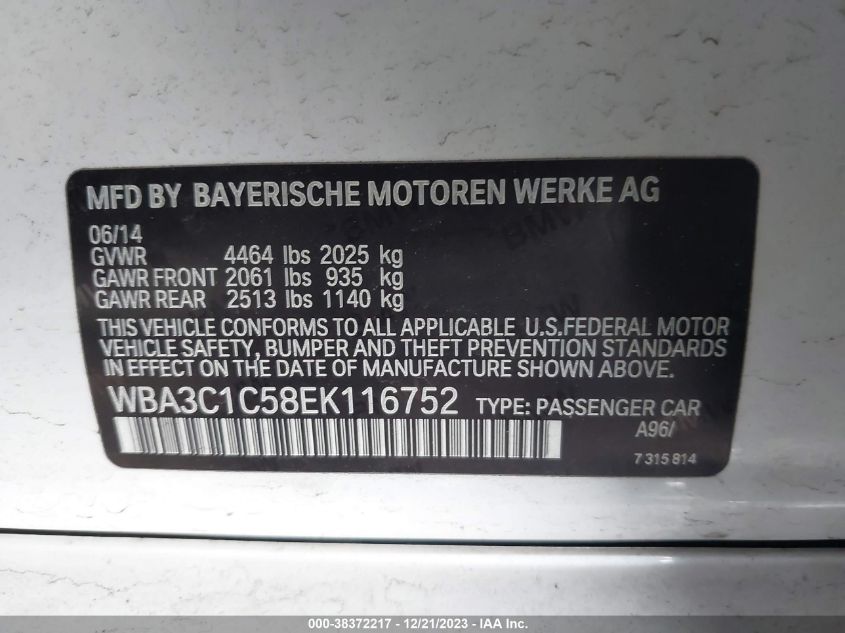 MFD BY BAYERISCHE MOTOREN WERKE AG
06/14
GVWR 4464 lbs 2025 kg
GAWR FRONT 2061 lbs 935 kg
GAWR REAR 2513 lbs 1140 kg
THIS VEHICLE CONFORMS TO ALL APPLICABLE U.S.FEDERAL MOTOR
VEHICLE SAFETY, BUMPER AND THEFT PREVENTION STANDARDS
IN EFFECT ON THE DATE OF MANUFACTURE SHOWN ABOVE.
WBA3C1C58EK116752 TYPE: PASSENGER CAR
A96/
7 315 814
000-38372217 - 12/21/2023 - IAA Inc.